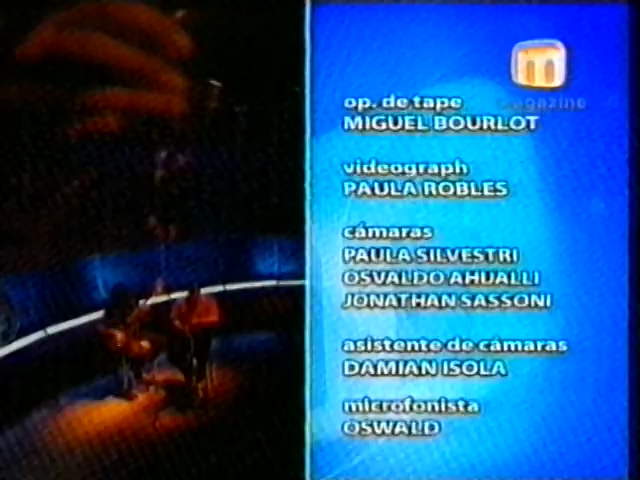 m
magazine
op. de tape
MIGUEL BOURLOT
videograph
PAULA ROBLES
cámaras
PAULA SILVESTRI
OSVALDO AHUALLI
JONATHAN SASSONI
asistente de cámaras
DAMIAN ISOLA
microfonista
OSWALD